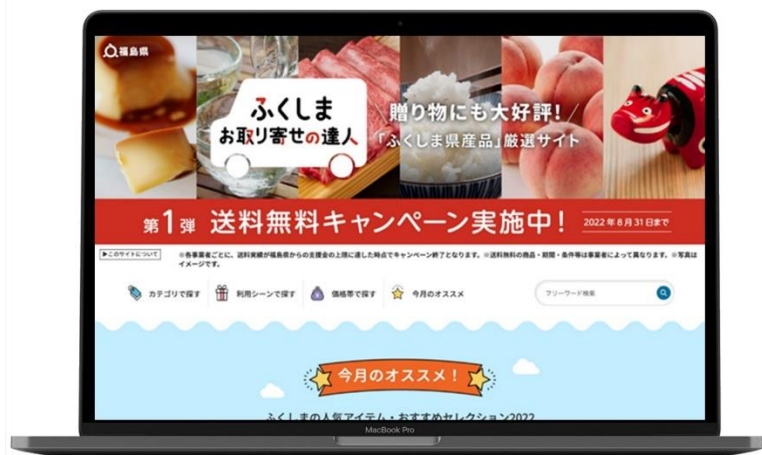 福島県
ふくしま
お取り寄せの達人
贈り物にも大好評!
「ふくしま県産品」厳選サイト
第1弾 送料無料キャンペーン実施中! 2022年8月31日まで
▶このサイトについて
※各事業者ごとに、送料実績が福島県からの支援金の上限に達した時点でキャンペーン終了となります。※送料無料の商品・期間・条件等は事業者によって異なります。※写真は
イメージです。
カテゴリで探す 利用シーンで探す 価格帯で探す 今月のオススメ フリーワード検索
今月のオススメ!
ふくしまの人気アイテム・おすすめセレクション2022
MacBook Pro